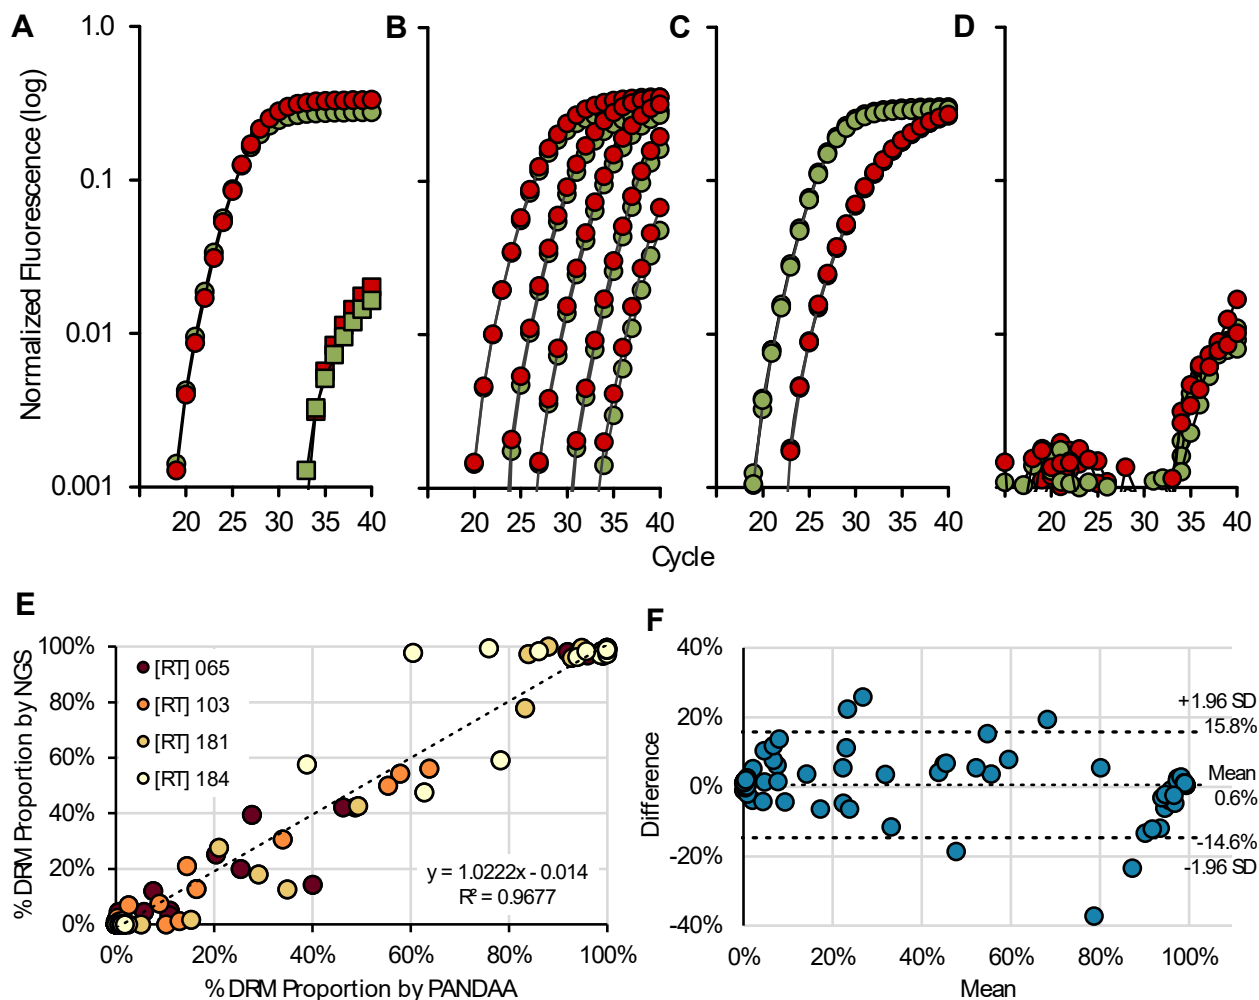 A B C D
Normalized Fluorescence (log)
1.0
0.1
0.01
0.001
20 25 30 35 40
20 25 30 35 40
20 25 30 35 40
20 25 30 35 40
Cycle
E
% DRM Proportion by NGS
100%
80%
60%
40%
20%
0%
[RT] 065
[RT] 103
[RT] 181
[RT] 184
y = 1.0222x - 0.014
R² = 0.9677
0% 20% 40% 60% 80% 100%
% DRM Proportion by PANDAA
F
Difference
40%
20%
0%
-20%
-40%
+1.96 SD
15.8%
Mean
0.6%
-14.6%
-1.96 SD
0% 20% 40% 60% 80% 100%
Mean